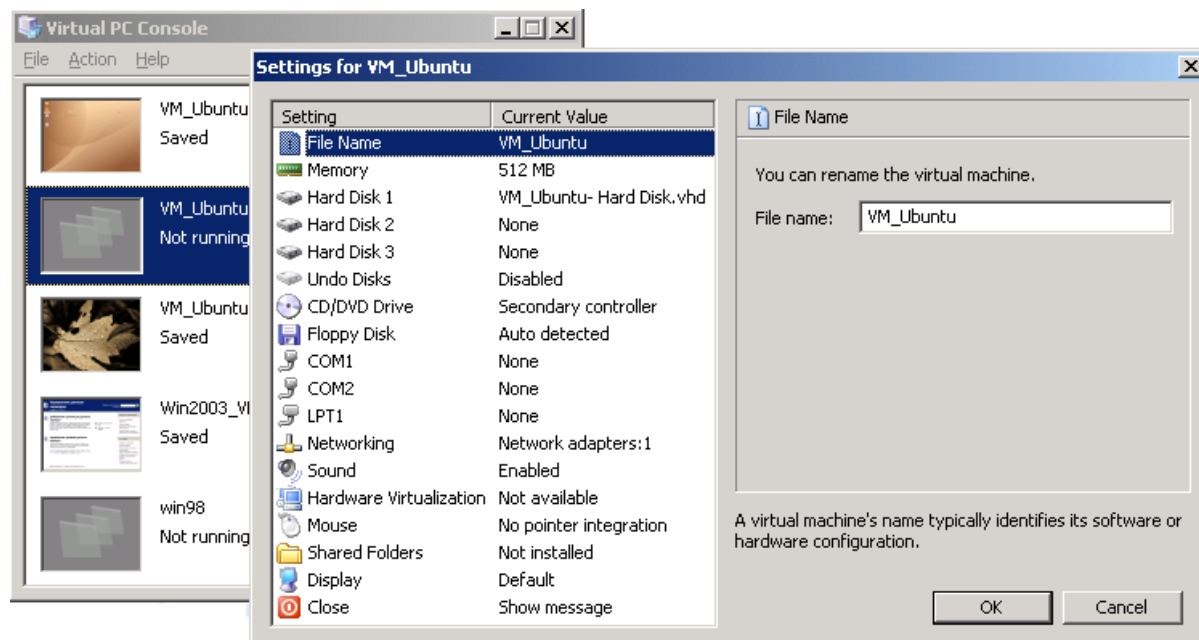 Virtual PC Console
File Action Help
VM_Ubuntu
Saved
VM_Ubuntu
Not running
VM_Ubuntu
Saved
Win2003_
Saved
win98
Not running
Settings for VM_Ubuntu
Setting Current Value
File Name VM_Ubuntu
Memory 512 MB
Hard Disk 1 VM_Ubuntu- Hard Disk.vhd
Hard Disk 2 None
Hard Disk 3 None
Undo Disks Disabled
CD/DVD Drive Secondary controller
Floppy Disk Auto detected
COM1 None
COM2 None
LPT1 None
Networking Network adapters:1
Sound Enabled
Hardware Virtualization Not available
Mouse No pointer integration
Shared Folders Not installed
Display Default
Close Show message
File Name
You can rename the virtual machine.
File name: VM_Ubuntu
A virtual machine's name typically identifies its software or
hardware configuration.
OK Cancel